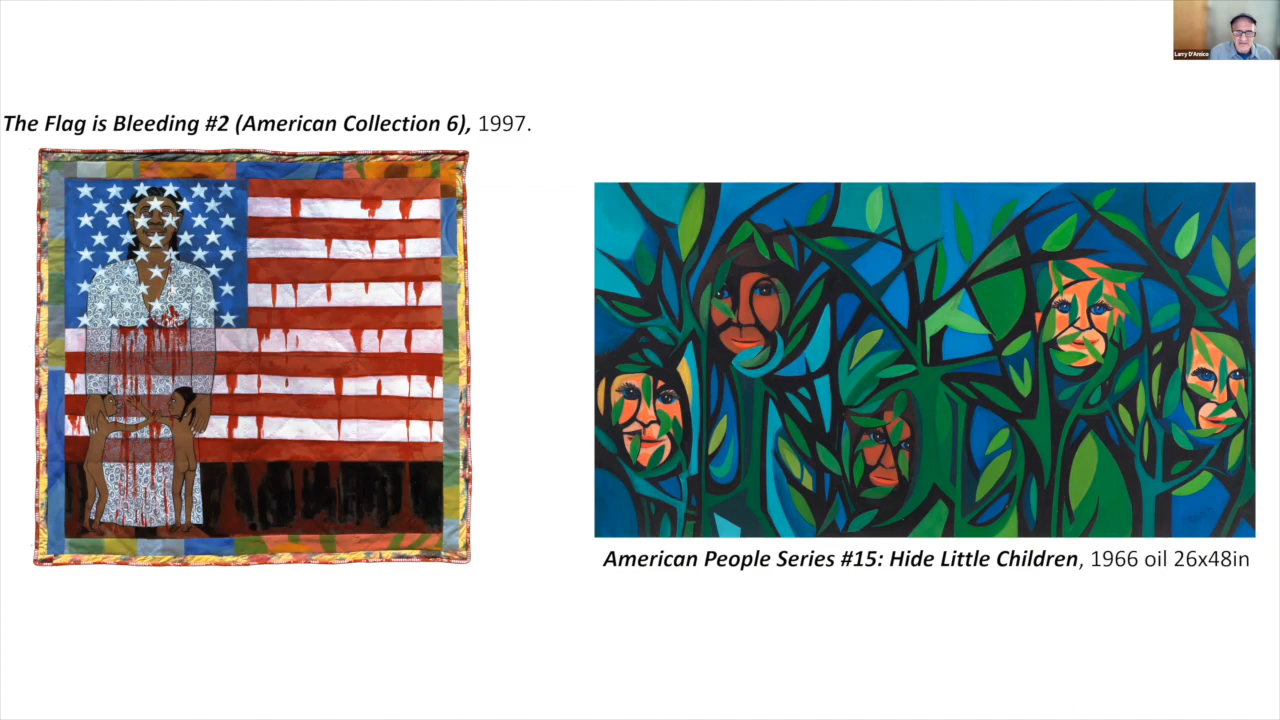 Larry D'Amico
The Flag is Bleeding #2 (American Collection 6), 1997.
American People Series #15: Hide Little Children, 1966 oil 26x48in